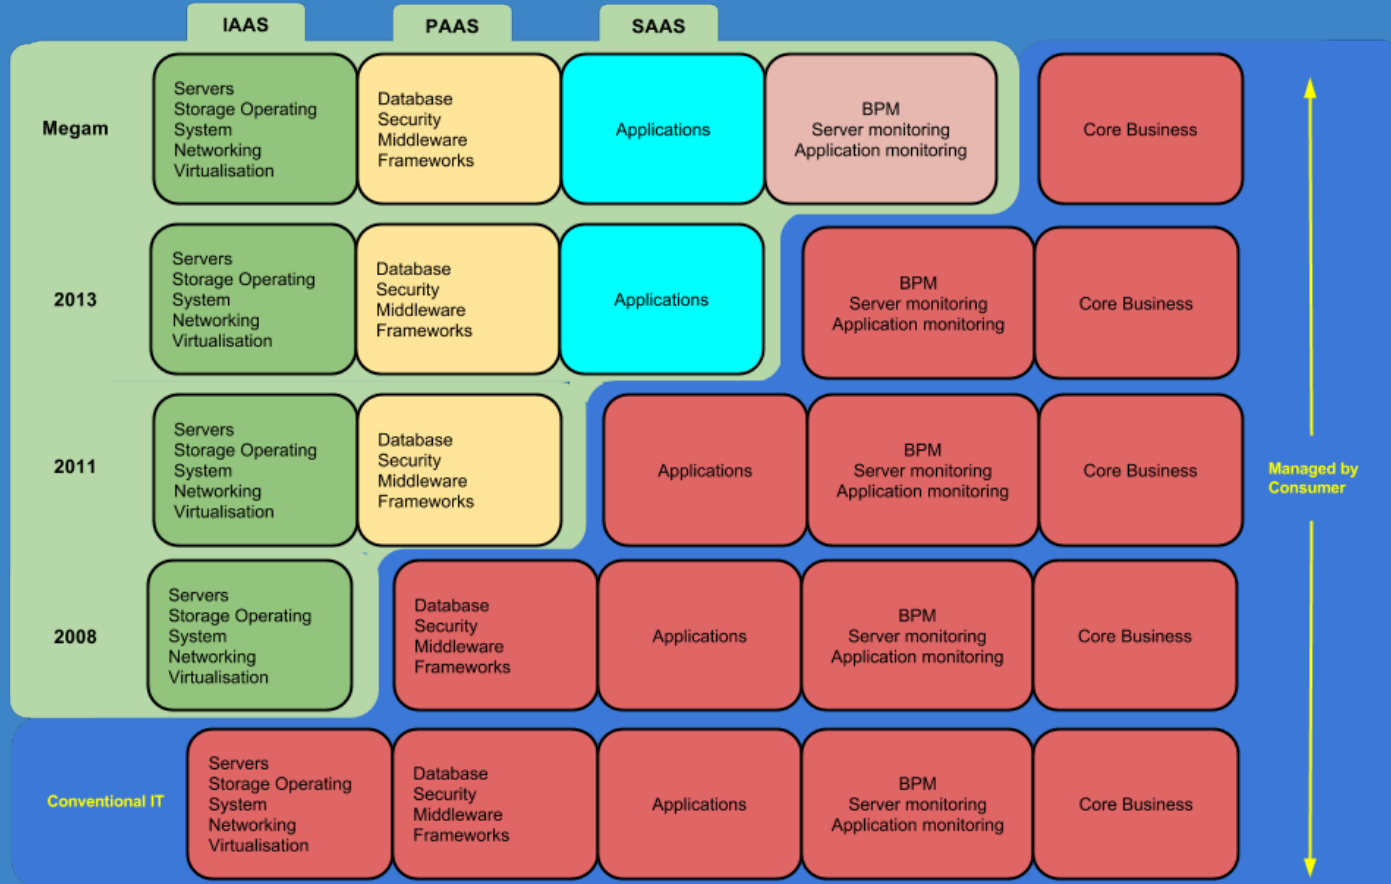 IAAS
PAAS
SAAS
Megam
Servers
Storage Operating
System
Networking
Virtualisation
Database
Security
Middleware
Frameworks
Applications
BPM
Server monitoring
Application monitoring
Core Business
2013
Servers
Storage Operating
System
Networking
Virtualisation
Database
Security
Middleware
Frameworks
Applications
BPM
Server monitoring
Application monitoring
Core Business
2011
Servers
Storage Operating
System
Networking
Virtualisation
Database
Security
Middleware
Frameworks
Applications
BPM
Server monitoring
Application monitoring
Core Business
Managed by
Consumer
2008
Servers
Storage Operating
System
Networking
Virtualisation
Database
Security
Middleware
Frameworks
Applications
BPM
Server monitoring
Application monitoring
Core Business
Conventional IT
Servers
Storage Operating
System
Networking
Virtualisation
Database
Security
Middleware
Frameworks
Applications
BPM
Server monitoring
Application monitoring
Core Business